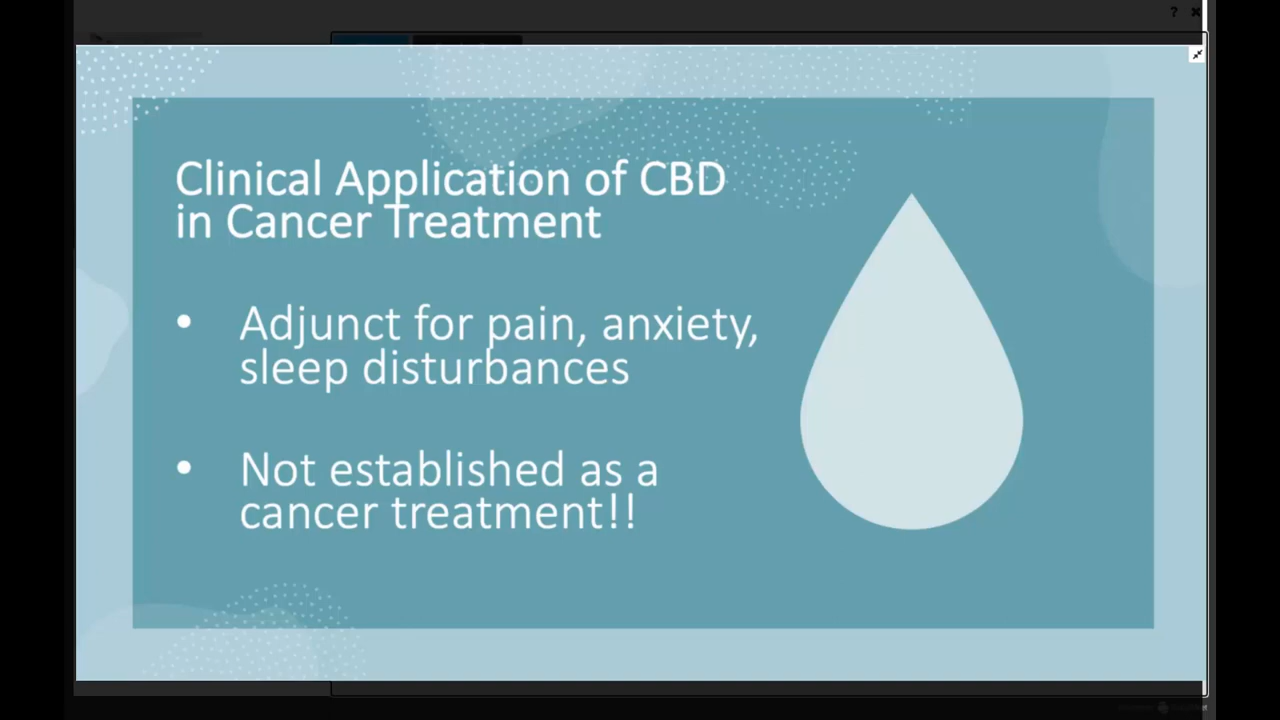 Clinical Application of CBD
in Cancer Treatment
• Adjunct for pain, anxiety,
sleep disturbances
• Not established as a
cancer treatment!!